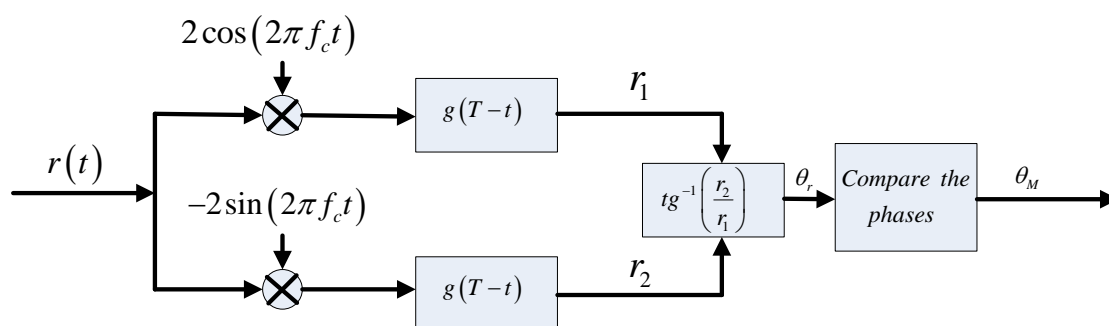 2cos(2πf_c t)
g(T−t)
r_1
r(t)
−2sin(2πf_c t)
tg^{-1}(r_2/r_1)
θ_r
Compare the
phases
θ_M
g(T−t)
r_2